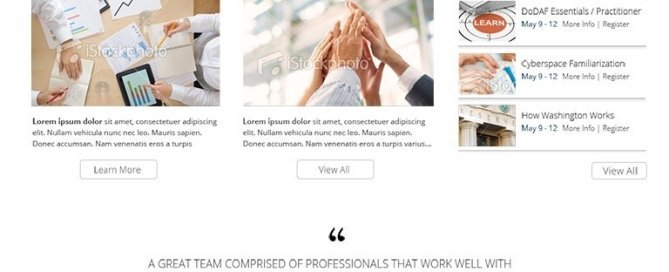 iStockphoto
Lorem ipsum dolor sit amet, consectetuer adipiscing
elit. Nullam vehicula nunc nec leo. Mauris sapien.
Donec accumsan. Nam venenatis eros a turpis
Learn More
iStockphoto
Lorem ipsum dolor sit amet, consectetuer adipiscing
elit. Nullam vehicula nunc nec leo. Mauris sapien.
Donec accumsan. Nam venenatis eros a turpis varius...
View All
LEARN
DoDAF Essentials / Practitioner
May 9 - 12 More Info | Register
Cyberspace Familiarization
May 9 - 12 More Info | Register
How Washington Works
May 9 - 12 More Info | Register
View All
“
A GREAT TEAM COMPRISED OF PROFESSIONALS THAT WORK WELL WITH